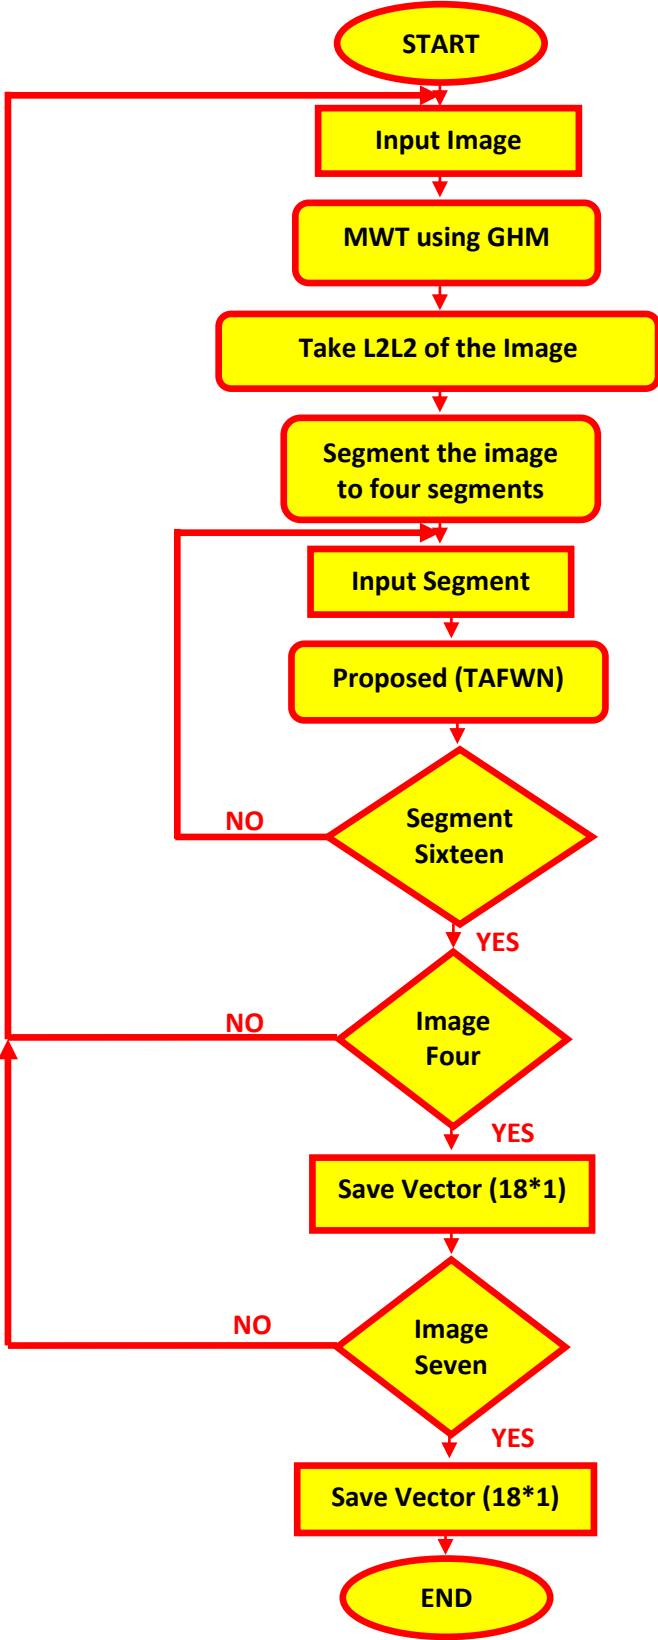 START
Input Image
MWT using GHM
Take L2L2 of the Image
Segment the image
to four segments
Input Segment
Proposed (TAFWN)
NO
Segment
Sixteen
YES
NO
Image
Four
YES
Save Vector (18*1)
NO
Image
Seven
YES
Save Vector (18*1)
END